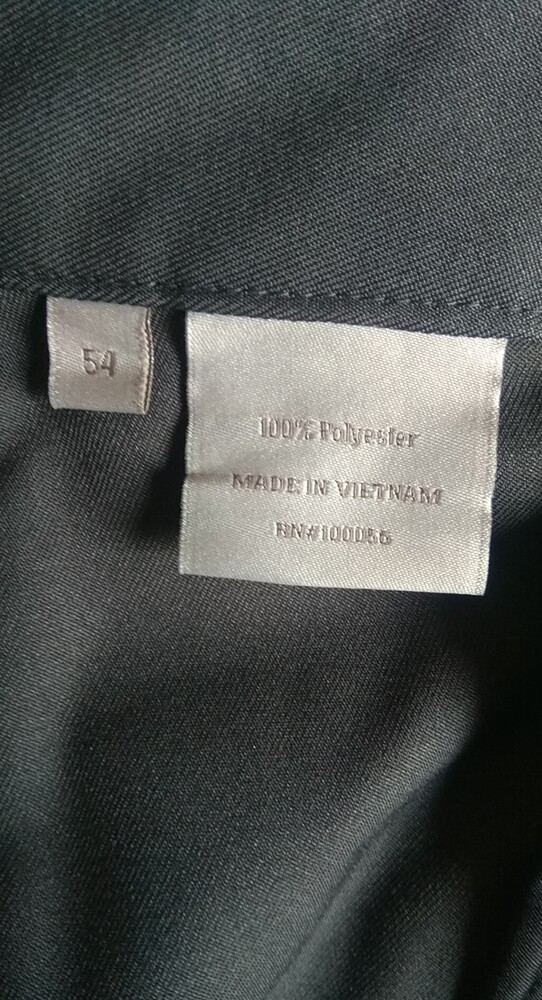 54
100% Polyester
MADE IN VIETNAM
RN#100056